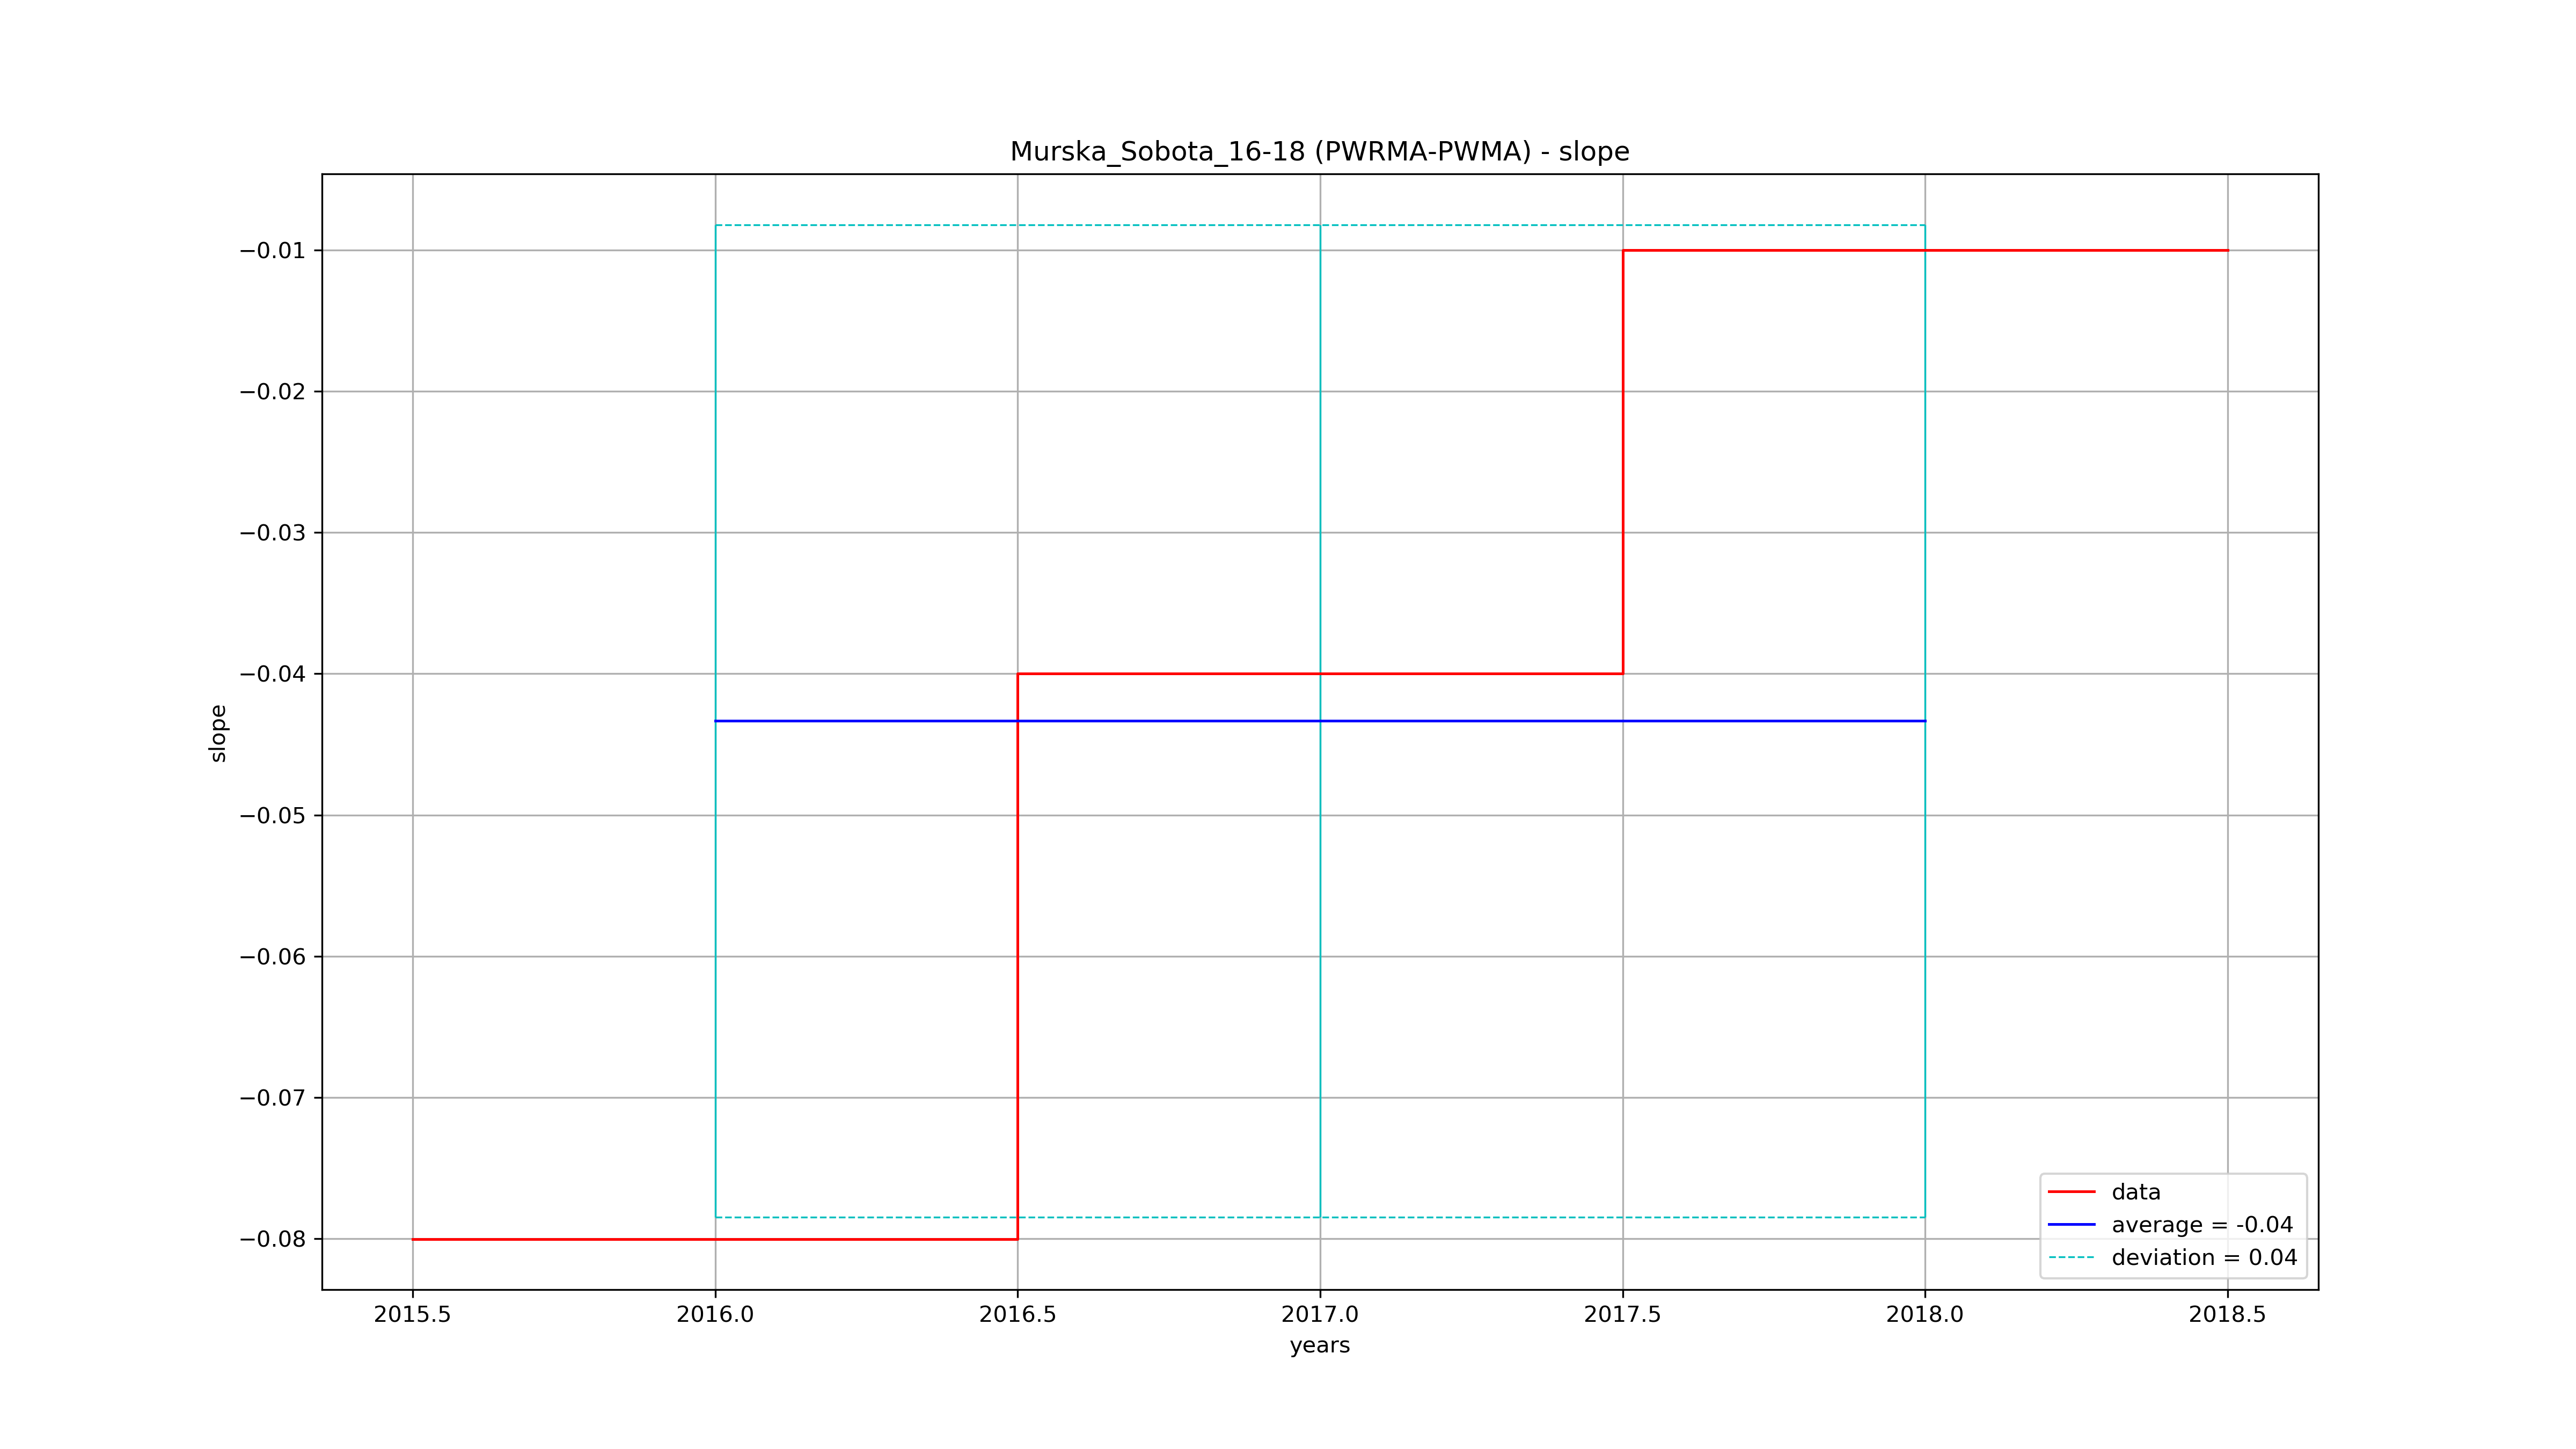 Murska_Sobota_16-18 (PWRMA-PWMA) - slope
−0.01
−0.02
−0.03
−0.04
slope
−0.05
−0.06
−0.07
−0.08
data
average = -0.04
deviation = 0.04
2015.5 2016.0 2016.5 2017.0 2017.5 2018.0 2018.5
years